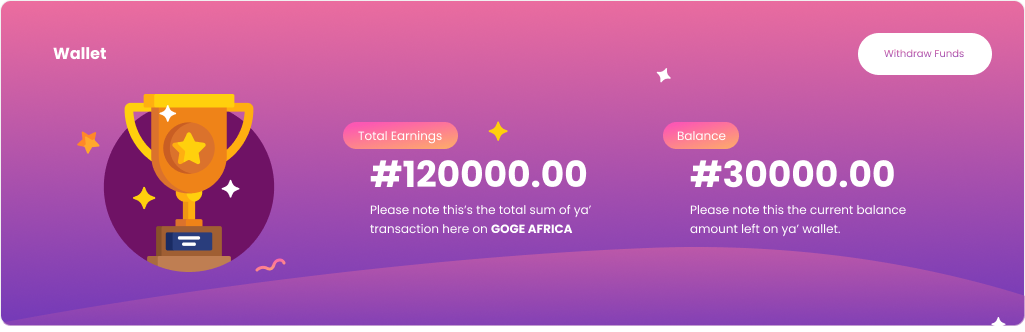 Wallet
Withdraw Funds
Total Earnings
#120000.00
Please note this's the total sum of ya'
transaction here on GOGE AFRICA
Balance
#30000.00
Please note this the current balance
amount left on ya' wallet.